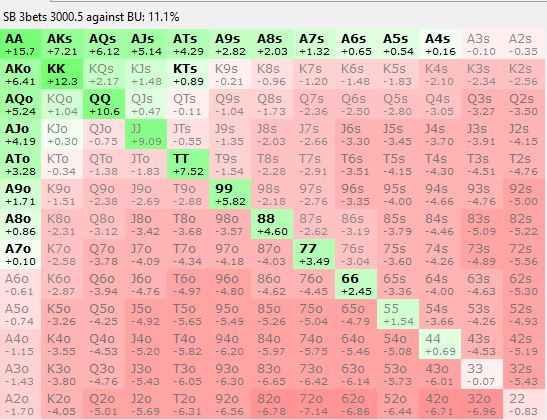 SB 3bets 3000.5 against BU: 11.1%
AA AKs AQs AJs ATs A9s A8s A7s A6s A5s A4s A3s A2s
+15.7 +7.21 +6.12 +5.14 +4.29 +2.82 +2.03 +1.32 +0.65 +0.54 +0.16 -0.10 -0.35
AKo KK KQs KJs KTs K9s K8s K7s K6s K5s K4s K3s K2s
+6.41 +12.3 +2.17 +1.48 +0.89 -0.21 -0.96 -1.20 -1.48 -1.83 -2.10 -2.34 -2.56
AQo KQo QQ QJs QTs Q9s Q8s Q7s Q6s Q5s Q4s Q3s Q2s
+5.24 +1.04 +10.6 +0.47 -0.11 -1.04 -1.73 -2.36 -2.50 -2.80 -3.05 -3.27 -3.50
AJo KJo QJo JJ JTs J9s J8s J7s J6s J5s J4s J3s J2s
+4.19 +0.30 -0.75 +9.09 -0.55 -1.35 -2.03 -2.66 -3.30 -3.45 -3.70 -3.91 -4.15
ATo KTo QTo JTo TT T9s T8s T7s T6s T5s T4s T3s T2s
+3.28 -0.34 -1.38 -1.83 +7.52 -1.54 -2.28 -2.91 -3.51 -4.15 -4.30 -4.51 -4.76
A9o K9o Q9o J9o T9o 99 98s 97s 96s 95s 94s 93s 92s
+1.71 -1.51 -2.38 -2.69 -2.88 +5.82 -2.18 -2.76 -3.35 -4.00 -4.66 -4.76 -5.00
A8o K8o Q8o J8o T8o 98o 88 87s 86s 85s 84s 83s 82s
+0.86 -2.31 -3.12 -3.42 -3.68 -3.57 +4.60 -2.62 -3.19 -3.79 -4.46 -5.09 -5.22
A7o K7o Q7o J7o T7o 97o 87o 77 76s 75s 74s 73s 72s
+0.10 -2.58 -3.78 -4.09 -4.34 -4.18 -4.03 +3.49 -3.04 -3.60 -4.26 -4.89 -5.56
A6o K6o Q6o J6o T6o 96o 86o 76o 66 65s 64s 63s 62s
-0.61 -2.87 -3.94 -4.76 -4.97 -4.80 -4.62 -4.45 +2.45 -3.36 -4.00 -4.63 -5.30
A5o K5o Q5o J5o T5o 95o 85o 75o 65o 55 54s 53s 52s
-0.74 -3.26 -4.25 -4.92 -5.65 -5.49 -5.26 -5.04 -4.79 +1.54 -3.66 -4.26 -4.93
A4o K4o Q4o J4o T4o 94o 84o 74o 64o 54o 44 43s 42s
-1.15 -3.55 -4.53 -5.20 -5.82 -6.20 -5.97 -5.75 -5.46 -5.08 +0.69 -4.53 -5.19
A3o K3o Q3o J3o T3o 93o 83o 73o 63o 53o 43o 33 32s
-1.43 -3.80 -4.76 -5.43 -6.05 -6.30 -6.65 -6.42 -6.14 -5.73 -6.01 -0.07 -5.43
A2o K2o Q2o J2o T2o 92o 82o 72o 62o 52o 42o 32o 22
-1.70 -4.05 -5.01 -5.69 -6.31 -6.56 -6.78 -7.14 -6.86 -6.44 -6.71 -6.93 -0.83